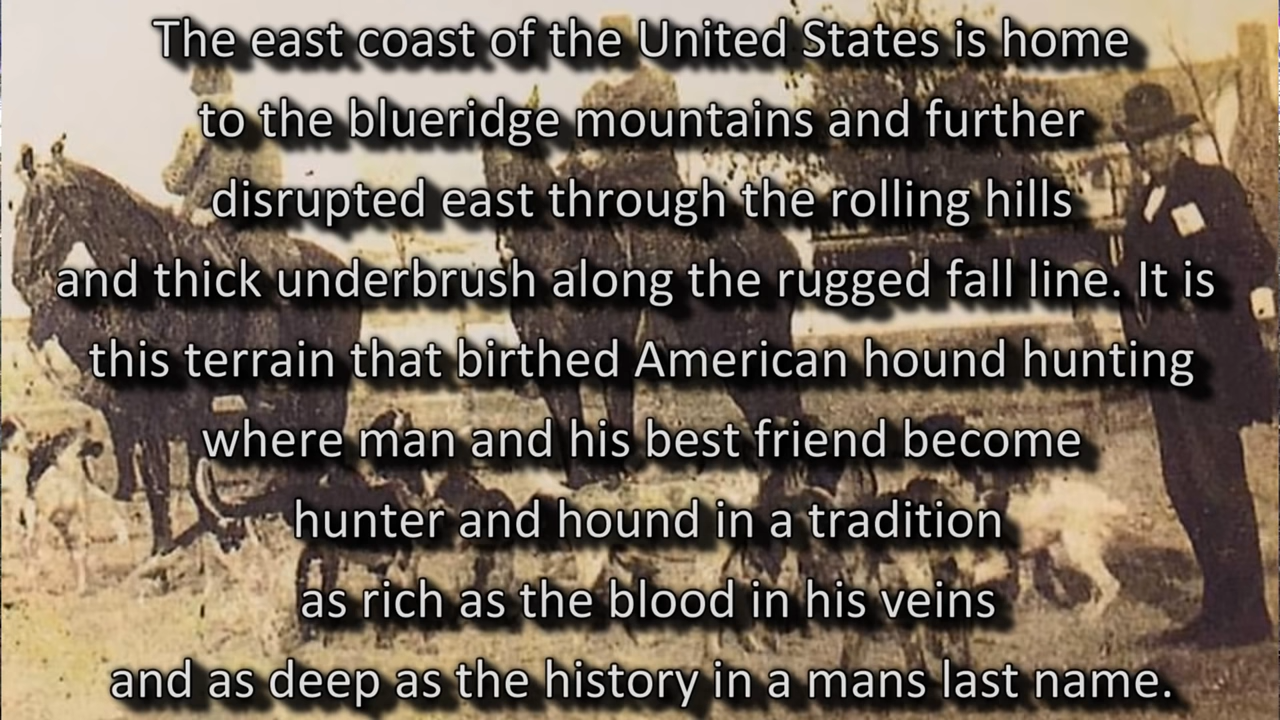 The east coast of the United States is home
to the blueridge mountains and further
disrupted east through the rolling hills
and thick underbrush along the rugged fall line. It is
this terrain that birthed American hound hunting
where man and his best friend become
hunter and hound in a tradition
as rich as the blood in his veins
and as deep as the history in a mans last name.